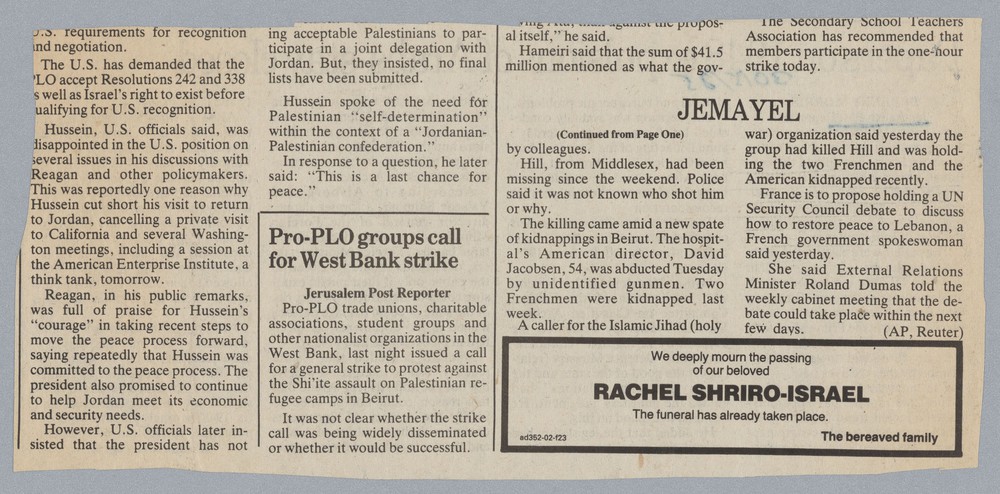 U.S. requirements for recognition
and negotiation.
The U.S. has demanded that the
PLO accept Resolutions 242 and 338
as well as Israel's right to exist before
qualifying for U.S. recognition.
Hussein, U.S. officials said, was
disappointed in the U.S. position on
several issues in his discussions with
Reagan and other policymakers.
This was reportedly one reason why
Hussein cut short his visit to return
to Jordan, cancelling a private visit
to California and several Washing-
ton meetings, including a session at
the American Enterprise Institute, a
think tank, tomorrow.
Reagan, in his public remarks,
was full of praise for Hussein's
"courage" in taking recent steps to
move the peace process forward,
saying repeatedly that Hussein was
committed to the peace process. The
president also promised to continue
to help Jordan meet its economic
and security needs.
However, U.S. officials later in-
sisted that the president has not
ing acceptable Palestinians to par-
ticipate in a joint delegation with
Jordan. But, they insisted, no final
lists have been submitted.
Hussein spoke of the need for
Palestinian "self-determination"
within the context of a "Jordanian-
Palestinian confederation."
In response to a question, he later
said: "This is a last chance for
peace."
Pro-PLO groups call
for West Bank strike
Jerusalem Post Reporter
Pro-PLO trade unions, charitable
associations, student groups and
other nationalist organizations in the
West Bank, last night issued a call
for a general strike to protest against
the Shi'ite assault on Palestinian re-
fugee camps in Beirut.
It was not clear whether the strike
call was being widely disseminated
or whether it would be successful.
against the propos-
al itself," he said.
Hameiri said that the sum of $41.5
million mentioned as what the gov-
The Secondary School Teachers
Association has recommended that
members participate in the one-hour
strike today.
JEMAYEL
(Continued from Page One)
by colleagues.
Hill, from Middlesex, had been
missing since the weekend. Police
said it was not known who shot him
or why.
The killing came amid a new spate
of kidnappings in Beirut. The hospit-
al's American director, David
Jacobsen, 54, was abducted Tuesday
by unidentified gunmen. Two
Frenchmen were kidnapped last
week.
A caller for the Islamic Jihad (holy
war) organization said yesterday the
group had killed Hill and was hold-
ing the two Frenchmen and the
American kidnapped recently.
France is to propose holding a UN
Security Council debate to discuss
how to restore peace to Lebanon, a
French government spokeswoman
said yesterday.
She said External Relations
Minister Roland Dumas told the
weekly cabinet meeting that the de-
bate could take place within the next
few days. (AP, Reuter)
We deeply mourn the passing
of our beloved
RACHEL SHRIRO-ISRAEL
The funeral has already taken place.
ad352-02-f23
The bereaved family